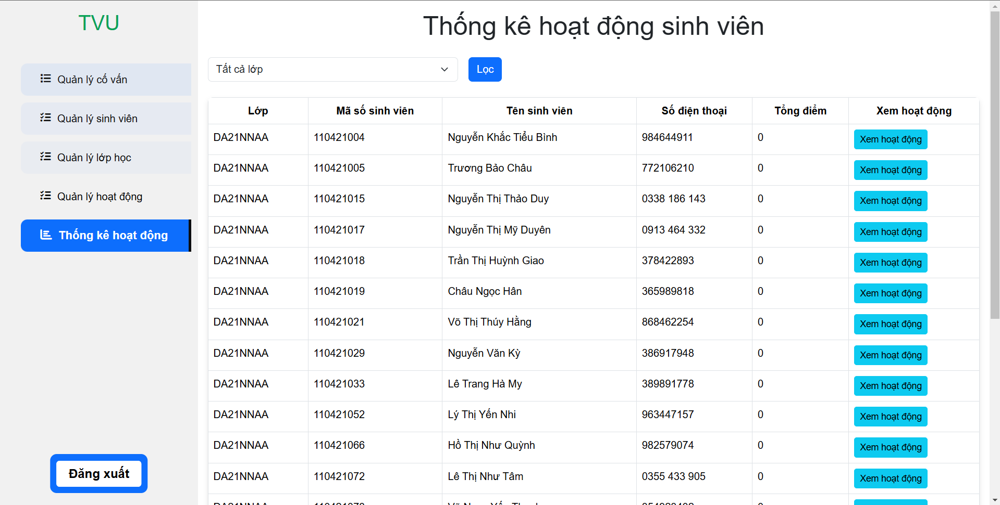 TVU
Quản lý cố vấn
Quản lý sinh viên
Quản lý lớp học
Quản lý hoạt động
Thống kê hoạt động
Đăng xuất
Thống kê hoạt động sinh viên
Tất cả lớp
Lọc
Lớp Mã số sinh viên Tên sinh viên Số điện thoại Tổng điểm Xem hoạt động
DA21NNAA 110421004 Nguyễn Khắc Tiểu Bình 984644911 0 Xem hoạt động
DA21NNAA 110421005 Trương Bảo Châu 772106210 0 Xem hoạt động
DA21NNAA 110421015 Nguyễn Thị Thảo Duy 0338 186 143 0 Xem hoạt động
DA21NNAA 110421017 Nguyễn Thị Mỹ Duyên 0913 464 332 0 Xem hoạt động
DA21NNAA 110421018 Trần Thị Huỳnh Giao 378422893 0 Xem hoạt động
DA21NNAA 110421019 Châu Ngọc Hân 365989818 0 Xem hoạt động
DA21NNAA 110421021 Võ Thị Thúy Hằng 868462254 0 Xem hoạt động
DA21NNAA 110421029 Nguyễn Văn Kỳ 386917948 0 Xem hoạt động
DA21NNAA 110421033 Lê Trang Hà My 389891778 0 Xem hoạt động
DA21NNAA 110421052 Lý Thị Yến Nhi 963447157 0 Xem hoạt động
DA21NNAA 110421066 Hồ Thị Như Quỳnh 982579074 0 Xem hoạt động
DA21NNAA 110421072 Lê Thị Như Tâm 0355 433 905 0 Xem hoạt động
DA21NNAA